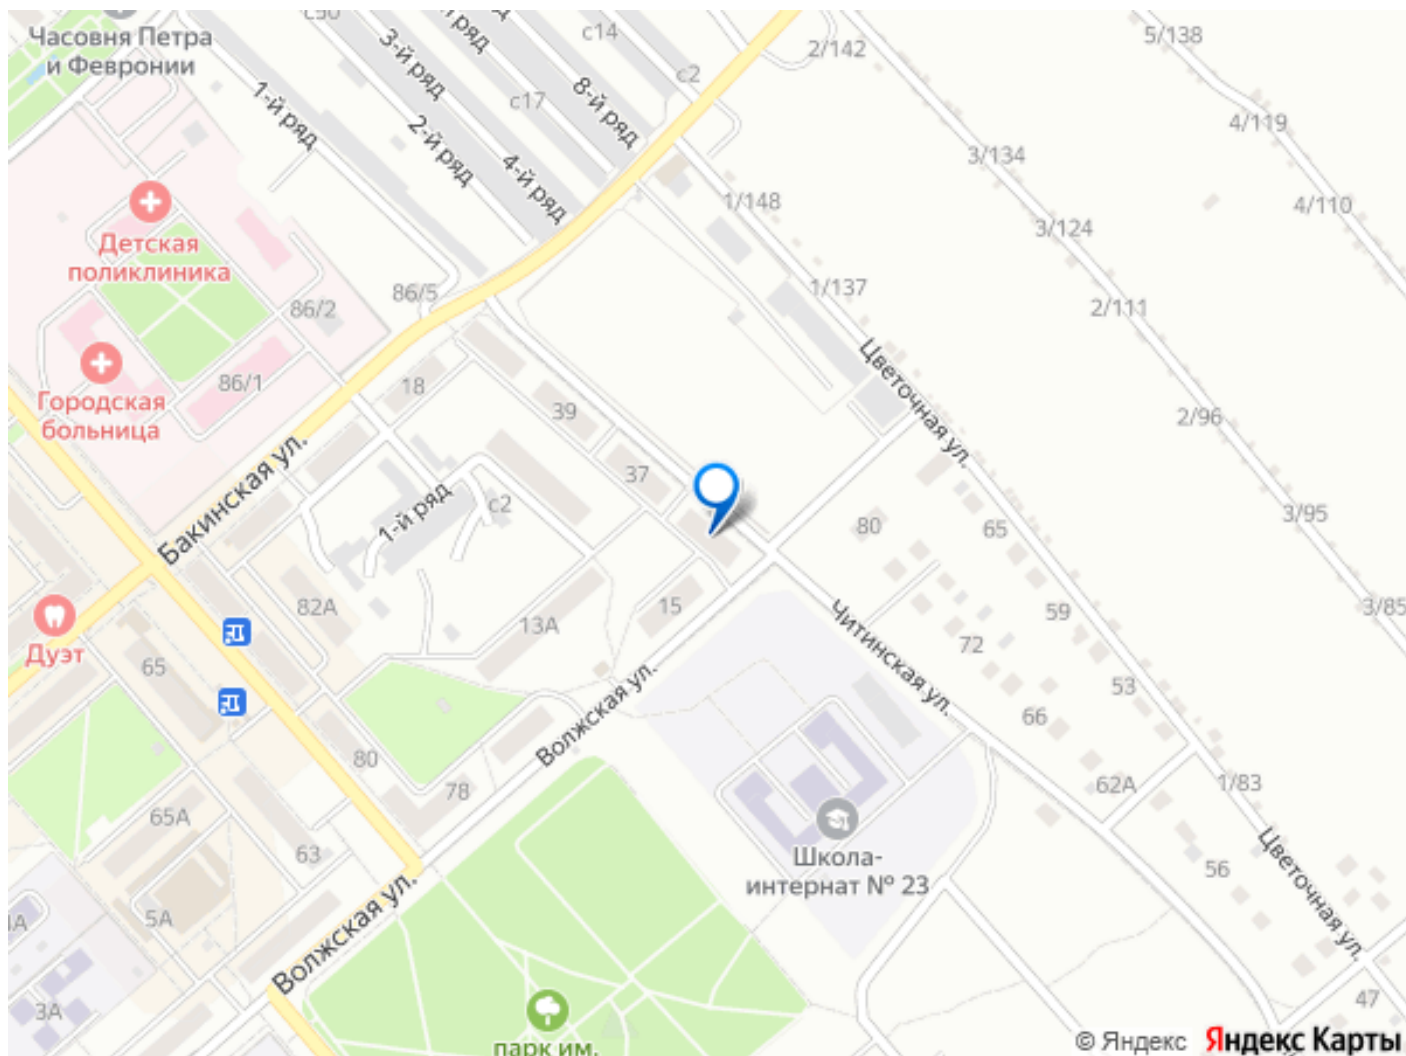 Часовня Петра
и Февронии
с50
3-й ряд
й ряд
с14
8-й ряд
с2
2/142
5/138
1-й ряд
2-й ряд
с17
4-й ряд
4/119
3/134
Детская
поликлиника
1/148
3/124
4/110
86/5
86/2
1/137
2/111
86/1
Городская
больница
18
39
Цветочная ул.
2/96
Бакинская ул.
37
1-й ряд
с2
80
65
3/95
82А
13А
15
59
3/85
Дуэт
65
Читинская ул.
72
53
Волжская ул.
66
80
78
62А
1/83
65А
63
Школа-
интернат № 23
56
Цветочная ул.
5А
Волжская ул.
3А
47
парк им.
© Яндекс Яндекс Карты